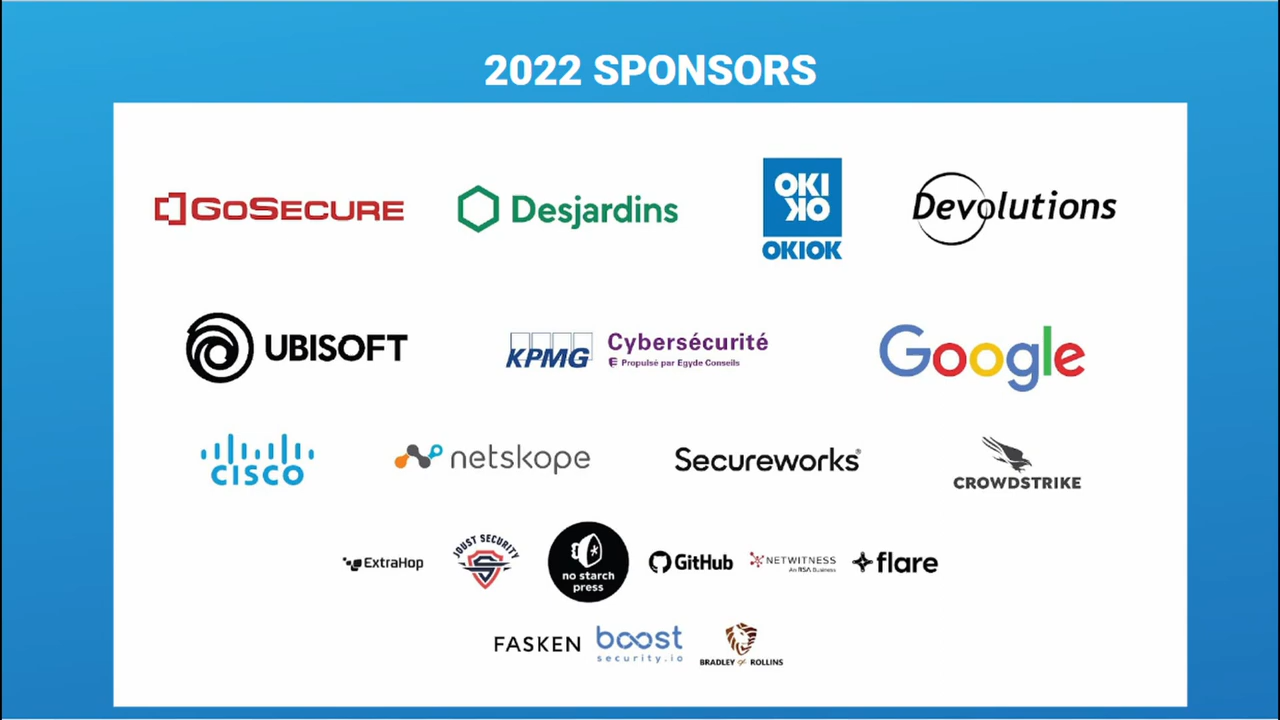 2022 SPONSORS
GOSECURE
Desjardins
OKI
OK
OKIOK
Devolutions
UBISOFT
KPMG
Cybersécurité
Propulsé par Egyde Conseils
Google
CISCO
netskope
Secureworks®
CROWDSTRIKE
ExtraHop
JOUST SECURITY
no starch
press
GitHub
NETWITNESS
An RSA Business
flare
FASKEN
boost
security.io
BRADLEY & ROLLINS